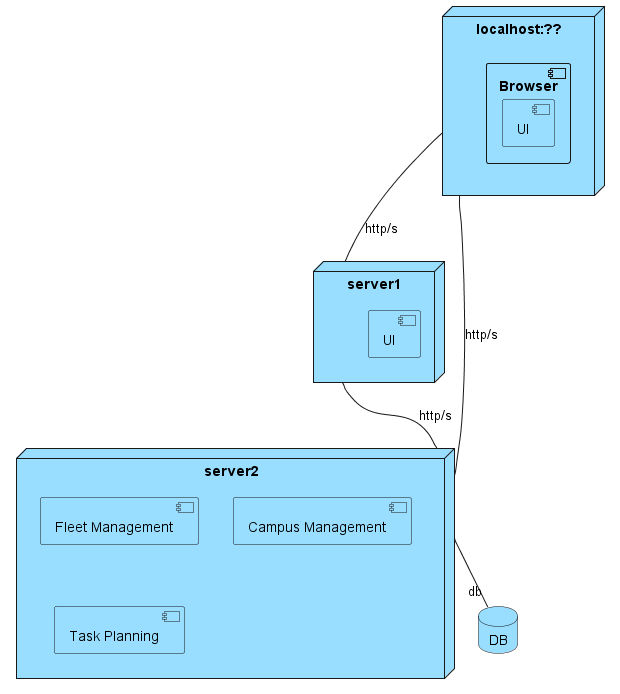 localhost:??
Browser
UI
http/s
server1
http/s
UI
http/s
server2
Fleet Management
Campus Management
db
Task Planning
DB